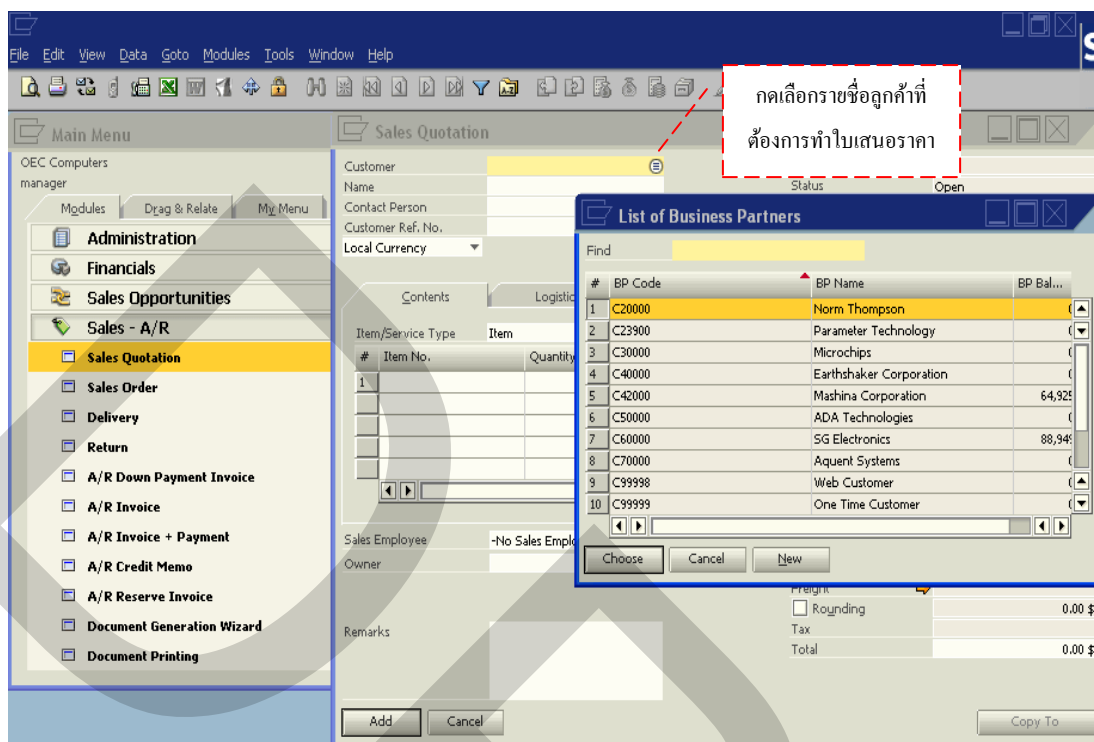 File Edit View Data Goto Modules Tools Window Help
กดเลือกรายชื่อลูกค้าที่
ต้องการทำใบเสนอราคา
Main Menu
OEC Computers
manager
Modules Drag & Relate My Menu
Administration
Financials
Sales Opportunities
Sales - A/R
Sales Quotation
Sales Order
Delivery
Return
A/R Down Payment Invoice
A/R Invoice
A/R Invoice + Payment
A/R Credit Memo
A/R Reserve Invoice
Document Generation Wizard
Document Printing
Sales Quotation
Customer
Name
Contact Person
Customer Ref. No.
Local Currency
Status Open
Contents
Item/Service Type Item
# Item No. Quantity
1
Sales Employee
Owner
Remarks
Add Cancel
List of Business Partners
Find
# BP Code BP Name BP Bal...
1 C20000 Norm Thompson
2 C23900 Parameter Technology
3 C30000 Microchips
4 C40000 Earthshaker Corporation
5 C42000 Mashina Corporation 64,925
6 C50000 ADA Technologies
7 C60000 SG Electronics 88,949
8 C70000 Aquent Systems
9 C99998 Web Customer
10 C99999 One Time Customer
Choose Cancel New
Freight
Rounding 0.00 $
Tax
Total 0.00 $
Copy To